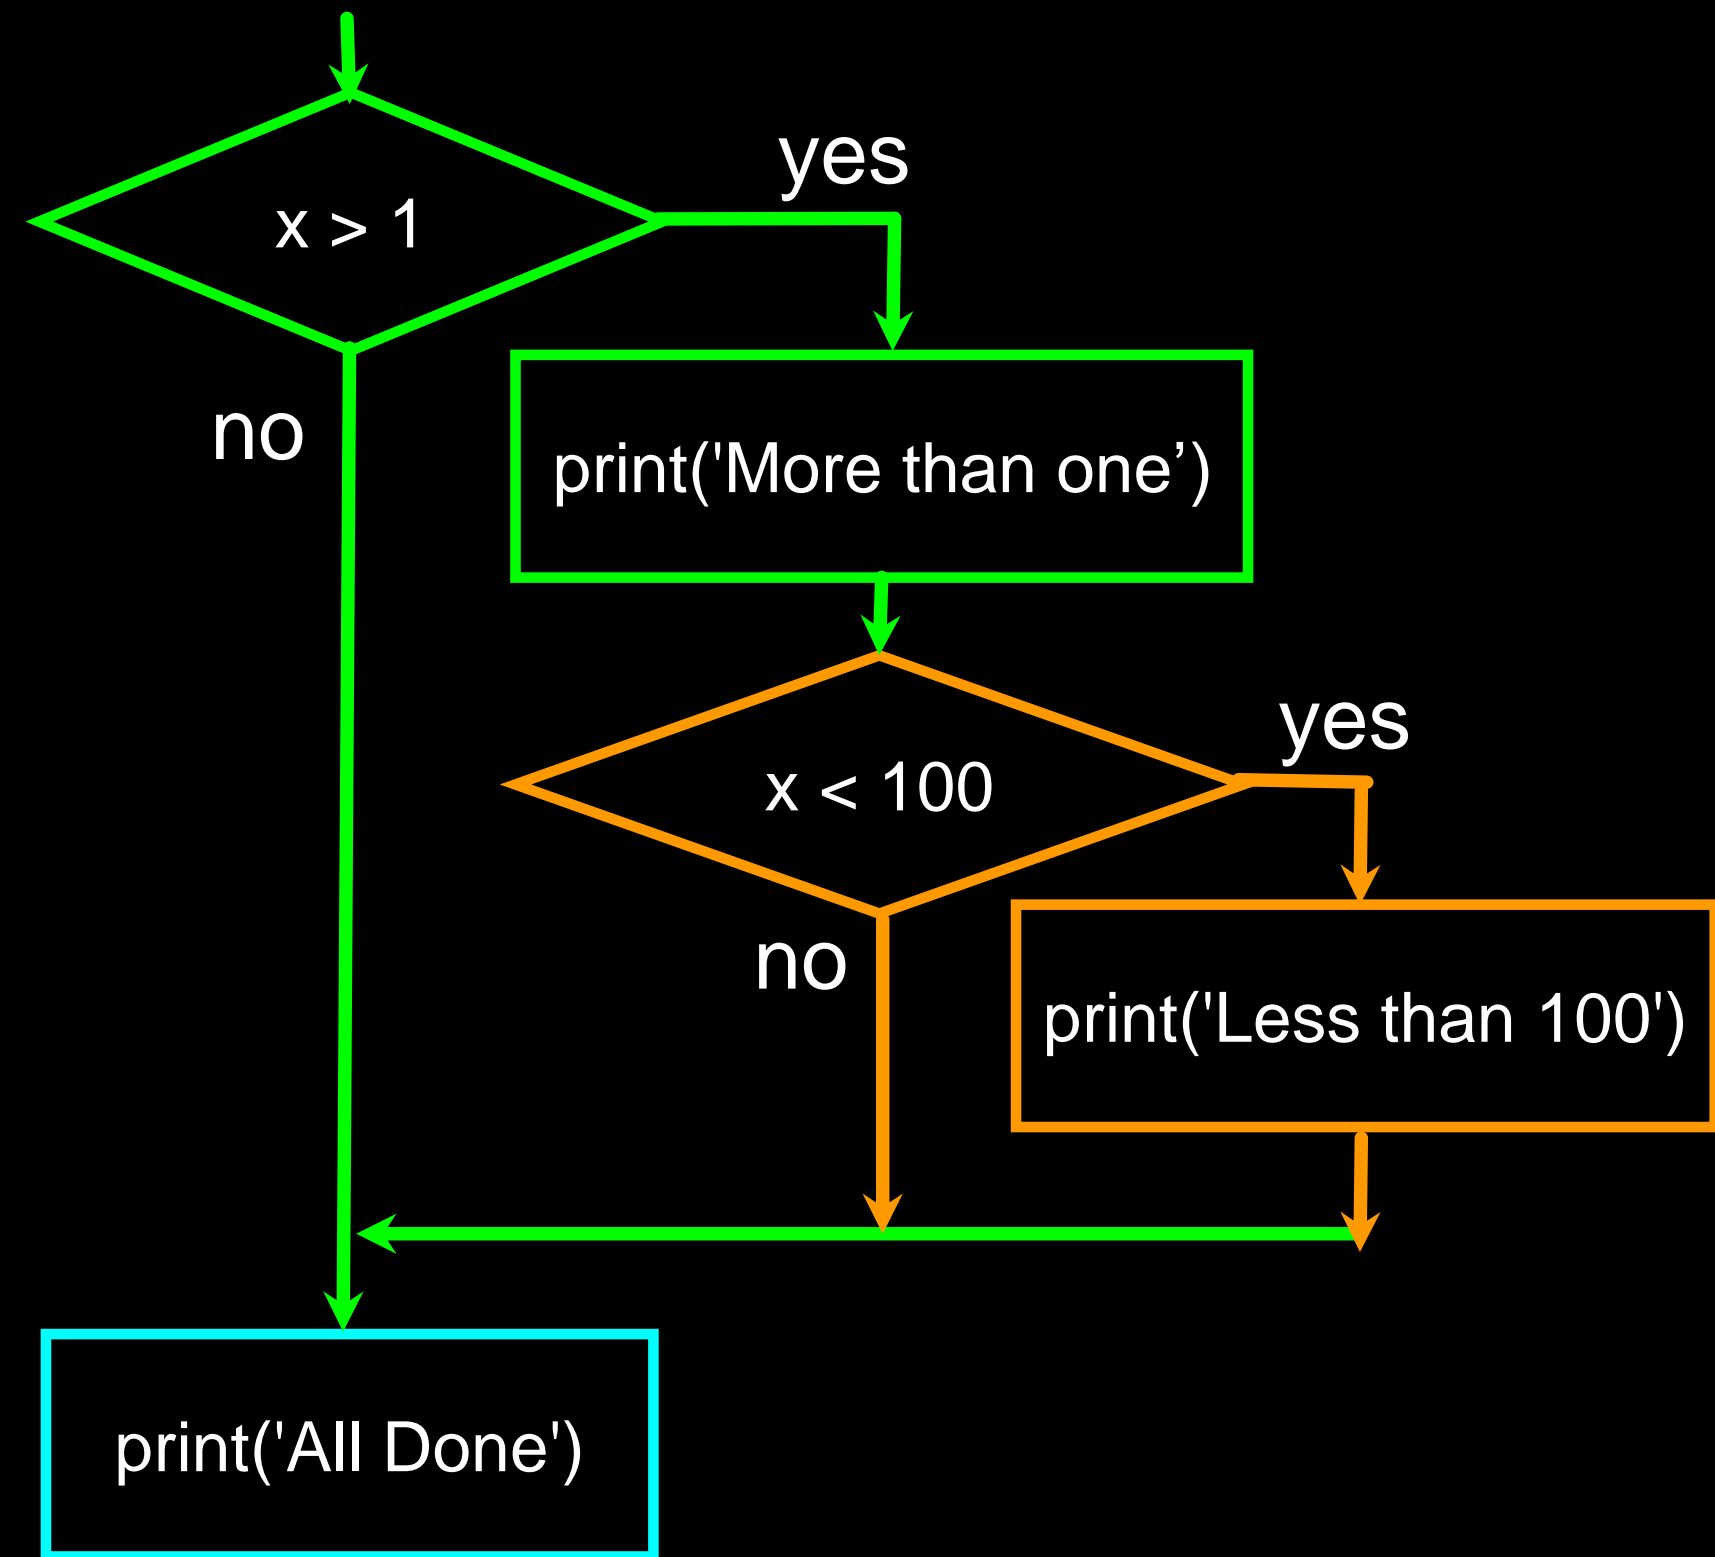 yes
x > 1
no
print('More than one’)
yes
x < 100
no
print('Less than 100')
print('All Done')